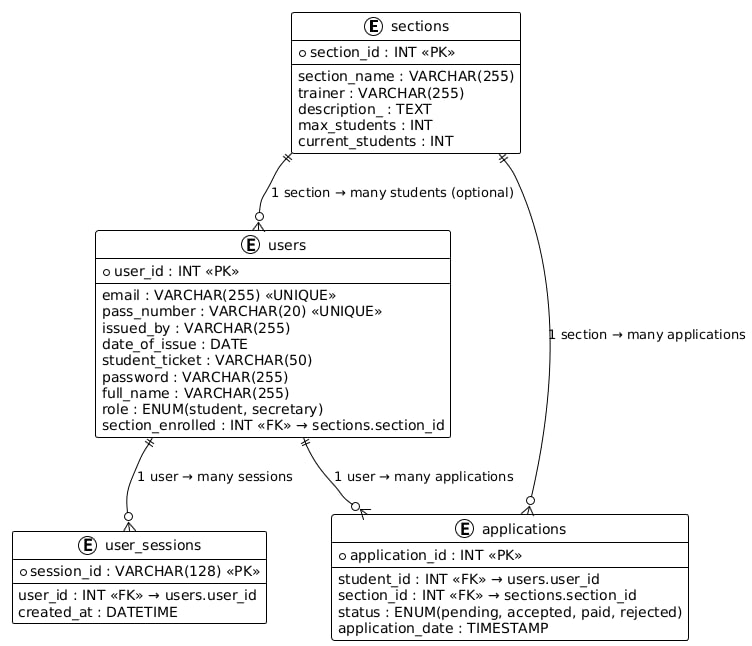 E sections
section_id : INT «PK»
section_name : VARCHAR(255)
trainer : VARCHAR(255)
description_ : TEXT
max_students : INT
current_students : INT
1 section → many students (optional)
E users
user_id : INT «PK»
email : VARCHAR(255) «UNIQUE»
pass_number : VARCHAR(20) «UNIQUE»
issued_by : VARCHAR(255)
date_of_issue : DATE
student_ticket : VARCHAR(50)
password : VARCHAR(255)
full_name : VARCHAR(255)
role : ENUM(student, secretary)
section_enrolled : INT «FK» → sections.section_id
1 section → many applications
1 user → many sessions
1 user → many applications
E user_sessions
session_id : VARCHAR(128) «PK»
user_id : INT «FK» → users.user_id
created_at : DATETIME
E applications
application_id : INT «PK»
student_id : INT «FK» → users.user_id
section_id : INT «FK» → sections.section_id
status : ENUM(pending, accepted, paid, rejected)
application_date : TIMESTAMP